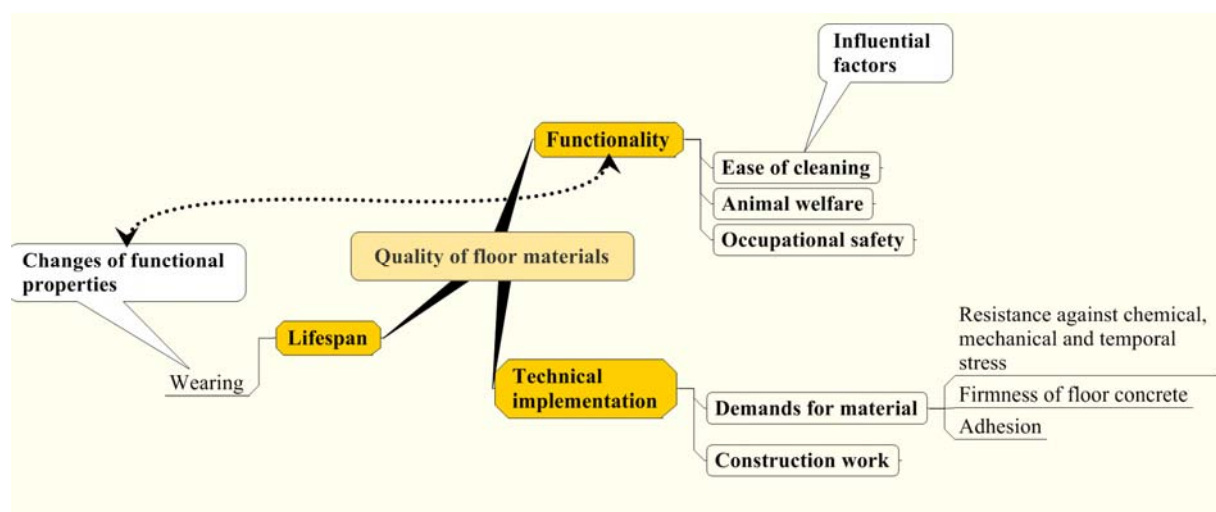 Influential
factors
Functionality
Ease of cleaning
Animal welfare
Occupational safety
Changes of functional
properties
Quality of floor materials
Lifespan
Wearing
Technical
implementation
Resistance against chemical,
mechanical and temporal
stress
Demands for material
Firmness of floor concrete
Adhesion
Construction work